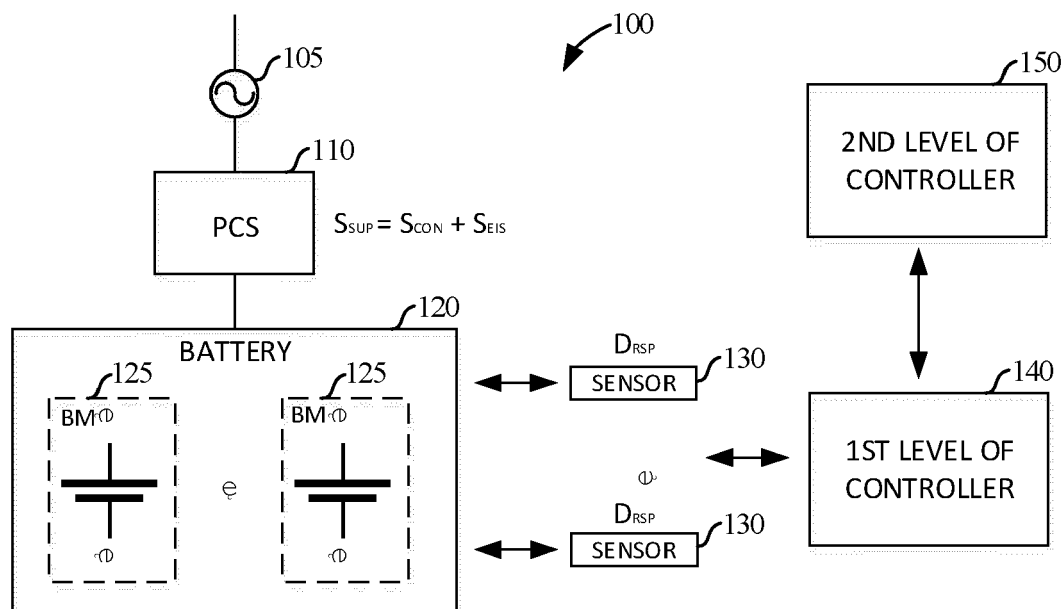 100
105
150
2ND LEVEL OF
CONTROLLER
110
PCS
SSUP = SCON + SEIS
120
BATTERY
DRSP
130
SENSOR
125
125
BM
BM
140
1ST LEVEL OF
CONTROLLER
DRSP
130
SENSOR